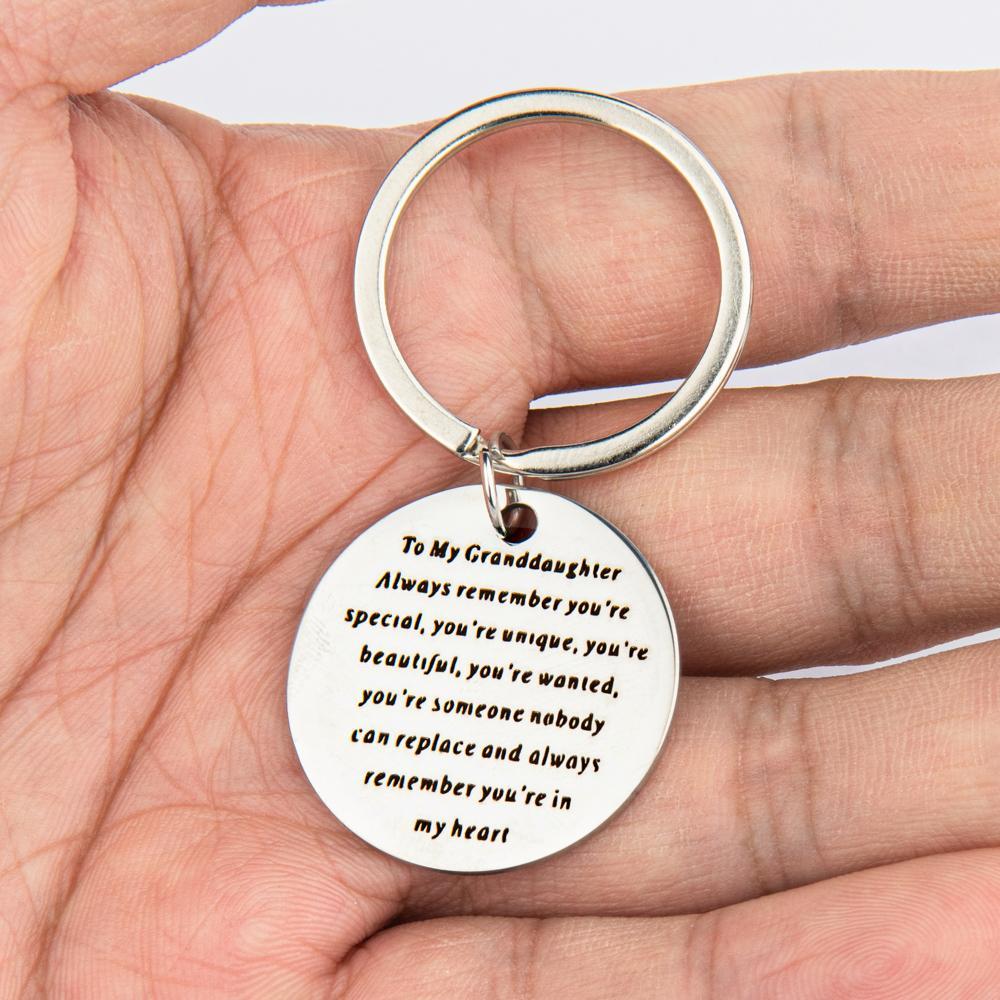 To My Granddaughter
Always remember you're
special, you're unique, you're
beautiful, you're wanted,
you're someone nobody
can replace and always
remember you're in
my heart